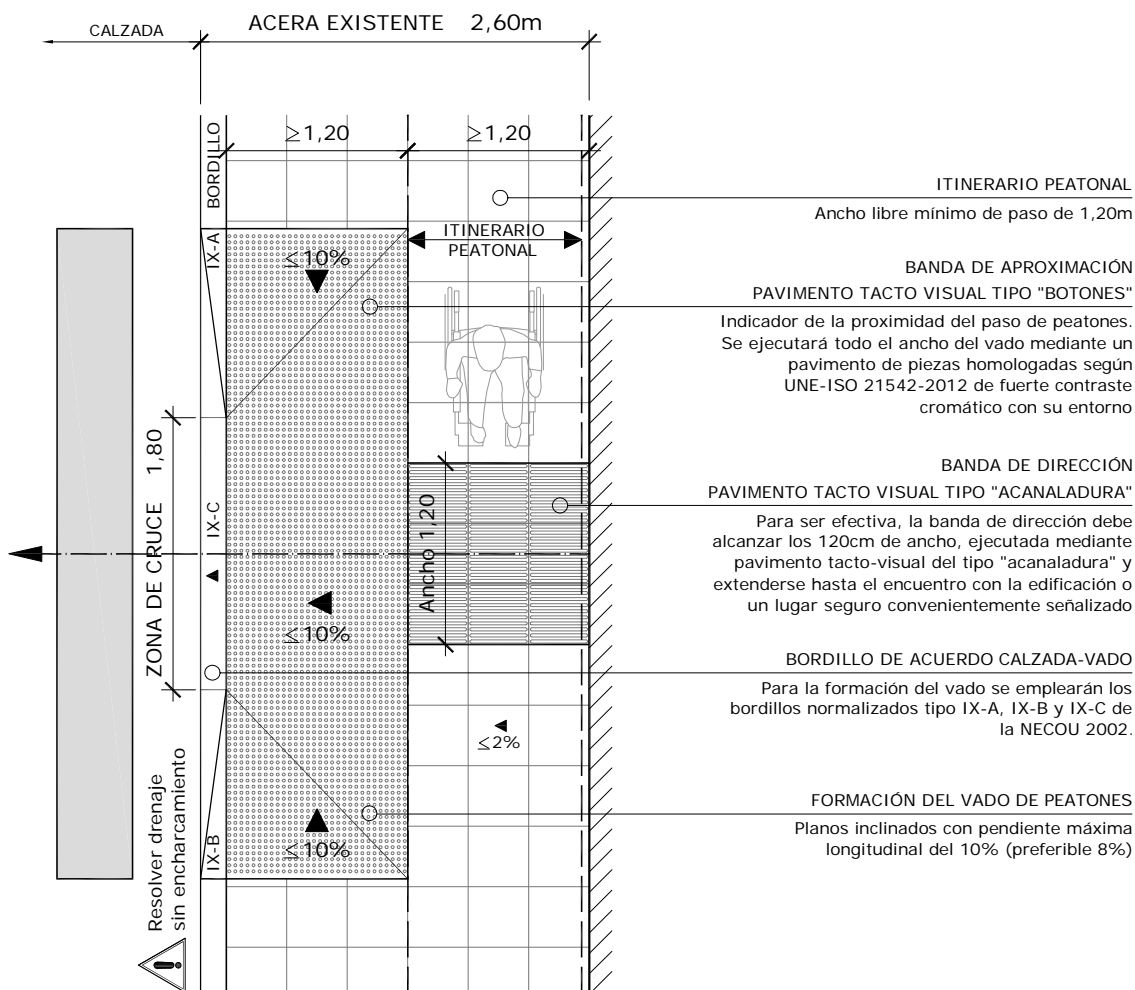 CALZADA
ACERA EXISTENTE 2,60m
BORDILLO
≥1,20
≥1,20
ITINERARIO PEATONAL
Ancho libre mínimo de paso de 1,20m
IX-A
≤10%
ITINERARIO
PEATONAL
BANDA DE APROXIMACIÓN
PAVIMENTO TACTO VISUAL TIPO "BOTONES"
Indicador de la proximidad del paso de peatones.
Se ejecutará todo el ancho del vado mediante un
pavimento de piezas homologadas según
UNE-ISO 21542-2012 de fuerte contraste
cromático con su entorno
ZONA DE CRUCE 1,80
IX-C
≤10%
Ancho 1,20
BANDA DE DIRECCIÓN
PAVIMENTO TACTO VISUAL TIPO "ACANALADURA"
Para ser efectiva, la banda de dirección debe
alcanzar los 120cm de ancho, ejecutada mediante
pavimento tacto-visual del tipo "acanaladura" y
extenderse hasta el encuentro con la edificación o
un lugar seguro convenientemente señalizado
BORDILLO DE ACUERDO CALZADA-VADO
Para la formación del vado se emplearán los
bordillos normalizados tipo IX-A, IX-B y IX-C de
la NECOU 2002.
≤2%
Resolver drenaje
sin encharcamiento
!
IX-B
≤10%
FORMACIÓN DEL VADO DE PEATONES
Planos inclinados con pendiente máxima
longitudinal del 10% (preferible 8%)